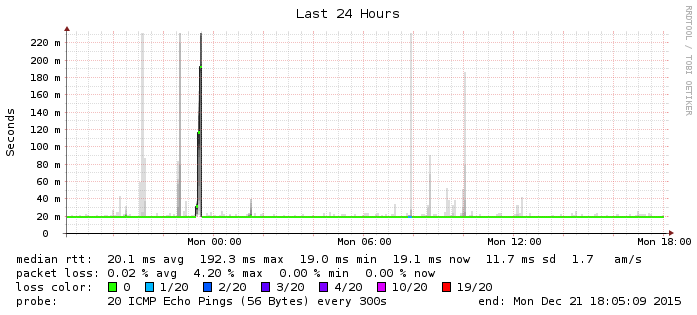 Last 24 Hours
RRDTOOL / TOBI OETIKER
Seconds
220 m
200 m
180 m
160 m
140 m
120 m
100 m
80 m
60 m
40 m
20 m
0
Mon 00:00 Mon 06:00 Mon 12:00 Mon 18:00
median rtt: 20.1 ms avg 192.3 ms max 19.0 ms min 19.1 ms now 11.7 ms sd 1.7 am/s
packet loss: 0.02 % avg 4.20 % max 0.00 % min 0.00 % now
loss color: 0 1/20 2/20 3/20 4/20 10/20 19/20
probe: 20 ICMP Echo Pings (56 Bytes) every 300s end: Mon Dec 21 18:05:09 2015